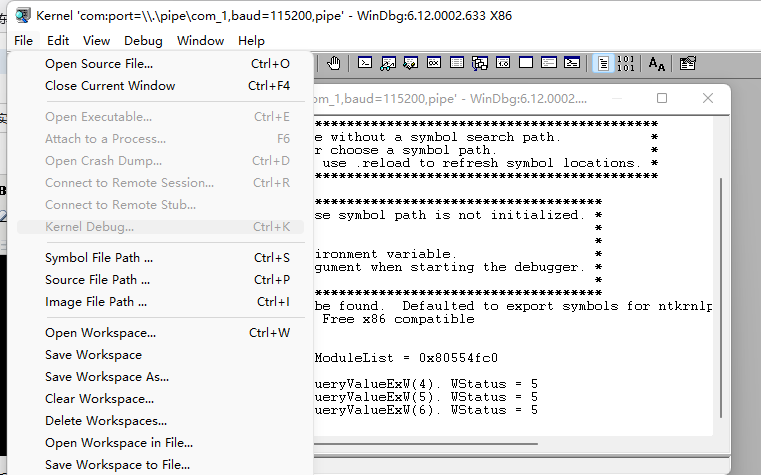 Kernel 'com:port=\\.\pipe\com_1,baud=115200,pipe' - WinDbg:6.12.0002.633 X86
File Edit View Debug Window Help
Open Source File... Ctrl+O
Close Current Window Ctrl+F4
Open Executable... Ctrl+E
Attach to a Process... F6
Open Crash Dump... Ctrl+D
Connect to Remote Session... Ctrl+R
Connect to Remote Stub...
Kernel Debug... Ctrl+K
Symbol File Path ... Ctrl+S
Source File Path ... Ctrl+P
Image File Path ... Ctrl+I
Open Workspace... Ctrl+W
Save Workspace
Save Workspace As...
Clear Workspace...
Delete Workspaces...
Open Workspace in File...
Save Workspace to File...
om_1,baud=115200,pipe' - WinDbg:6.12.0002....
e without a symbol search path. *
r choose a symbol path. *
use .reload to refresh symbol locations. *
se symbol path is not initialized. *
*
*
ironment variable. *
gument when starting the debugger. *
be found. Defaulted to export symbols for ntkrnlp
Free x86 compatible
ModuleList = 0x80554fc0
ueryValueExW(4). WStatus = 5
ueryValueExW(5). WStatus = 5
ueryValueExW(6). WStatus = 5